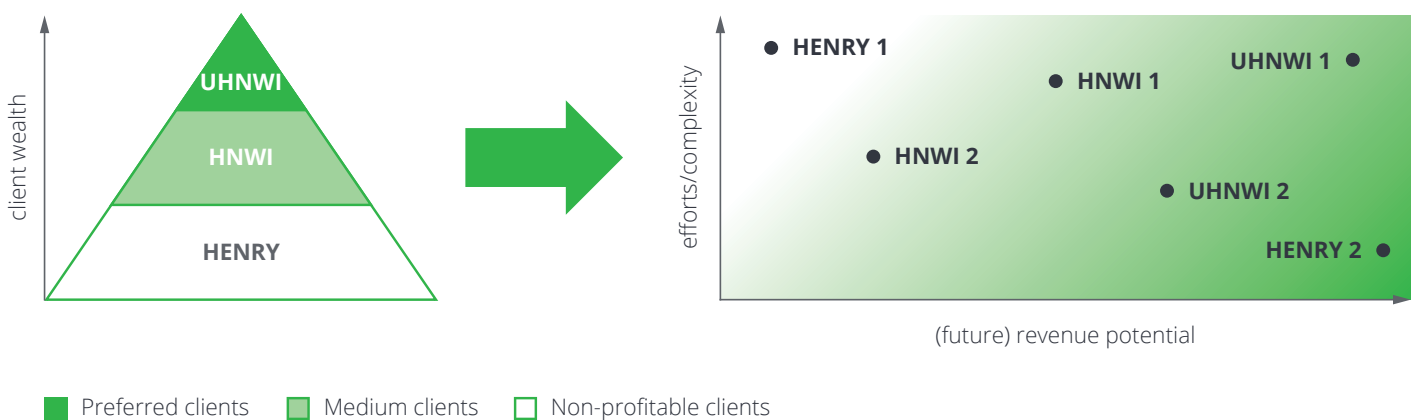 client wealth
UHNWI
HNWI
HENRY
efforts/complexity
HENRY 1
UHNWI 1
HNWI 1
HNWI 2
UHNWI 2
HENRY 2
(future) revenue potential
Preferred clients
Medium clients
Non-profitable clients